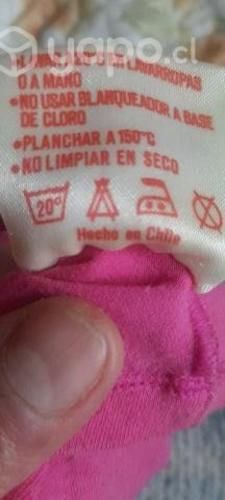 yapo.cl
LAVARROPAS
O A MANO
•NO USAR BLANQUEADOR A BASE
DE CLORO
•PLANCHAR A 150°C
•NO LIMPIAR EN SECO
20°
Hecho en Chile